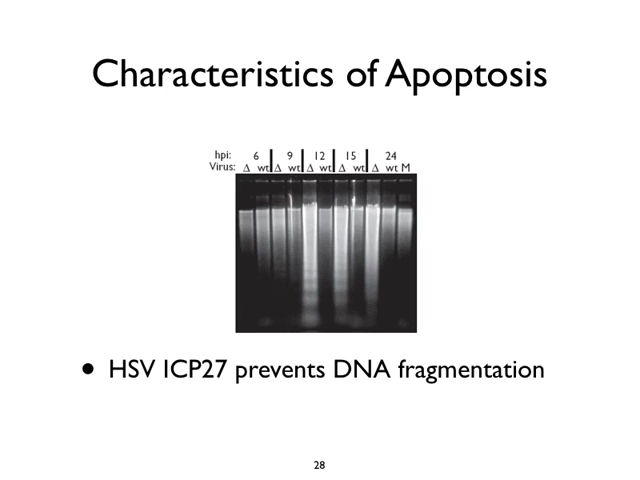 Characteristics of Apoptosis
hpi: 6 9 12 15 24
Virus: Δ wt Δ wt Δ wt Δ wt Δ wt M
• HSV ICP27 prevents DNA fragmentation
28